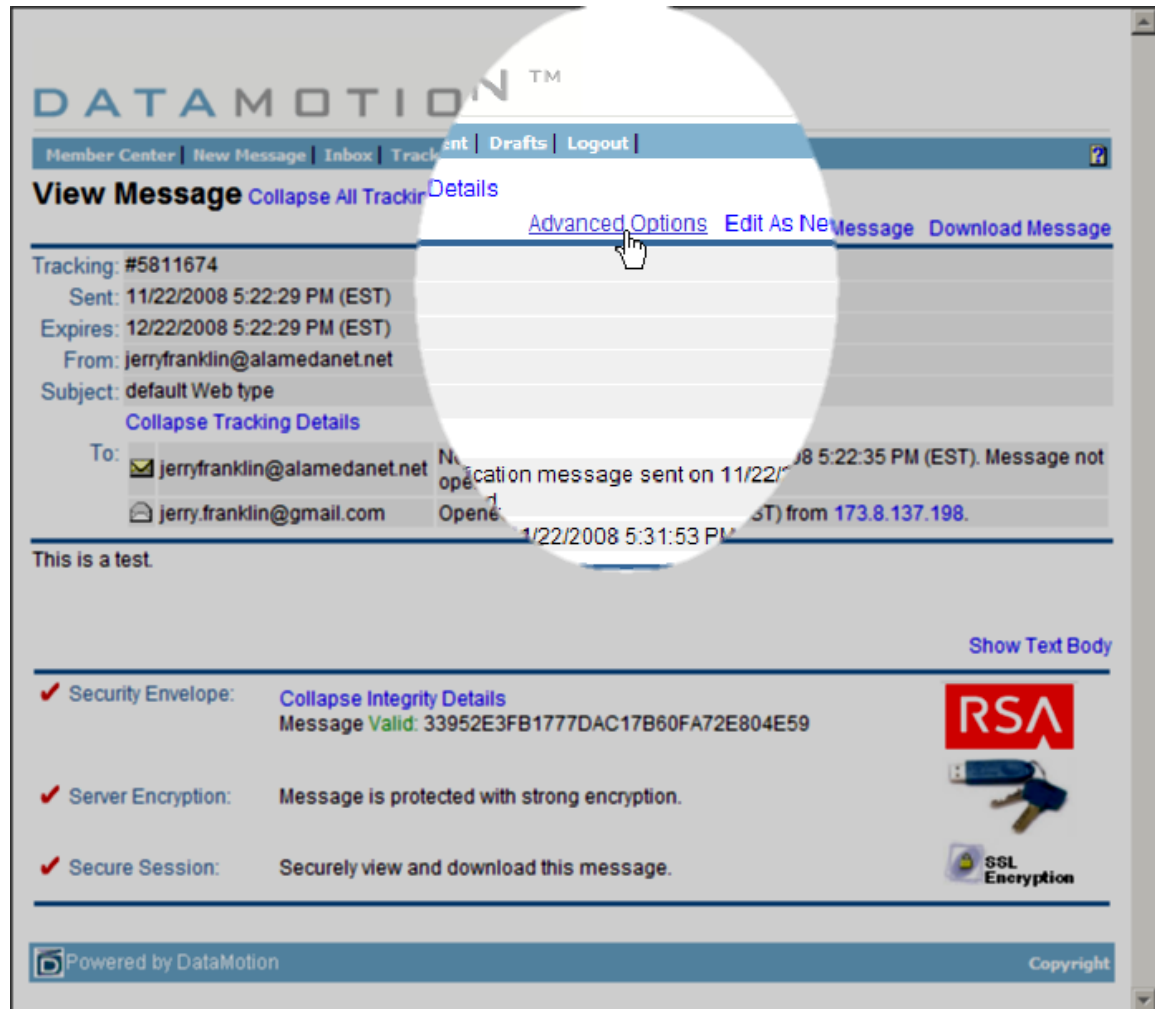 DATAMOTION™
Member Center | New Message | Inbox | Track ent | Drafts | Logout |
View Message Collapse All Trackin Details
Advanced Options Edit As Ne Message Download Message
Tracking: #5811674
Sent: 11/22/2008 5:22:29 PM (EST)
Expires: 12/22/2008 5:22:29 PM (EST)
From: jerryfranklin@alamedanet.net
Subject: default Web type
Collapse Tracking Details
To: jerryfranklin@alamedanet.net cation message sent on 11/22/ 08 5:22:35 PM (EST). Message not
ope d
jerry.franklin@gmail.com Opene 1/22/2008 5:31:53 PM ST) from 173.8.137.198.
This is a test.
Show Text Body
Security Envelope: Collapse Integrity Details
Message Valid: 33952E3FB1777DAC17B60FA72E804E59
RSA
Server Encryption: Message is protected with strong encryption.
Secure Session: Securely view and download this message.
SSL
Encryption
Powered by DataMotion Copyright